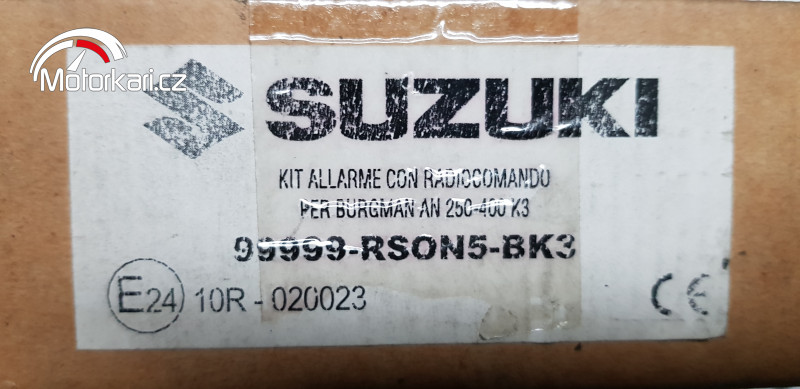 Motorkari.cz
SUZUKI
KIT ALLARME CON RADIOCOMANDO
PER BURGMAN AN 250-400 K3
99999-RSON5-BK3
E24 10R - 020023 CE